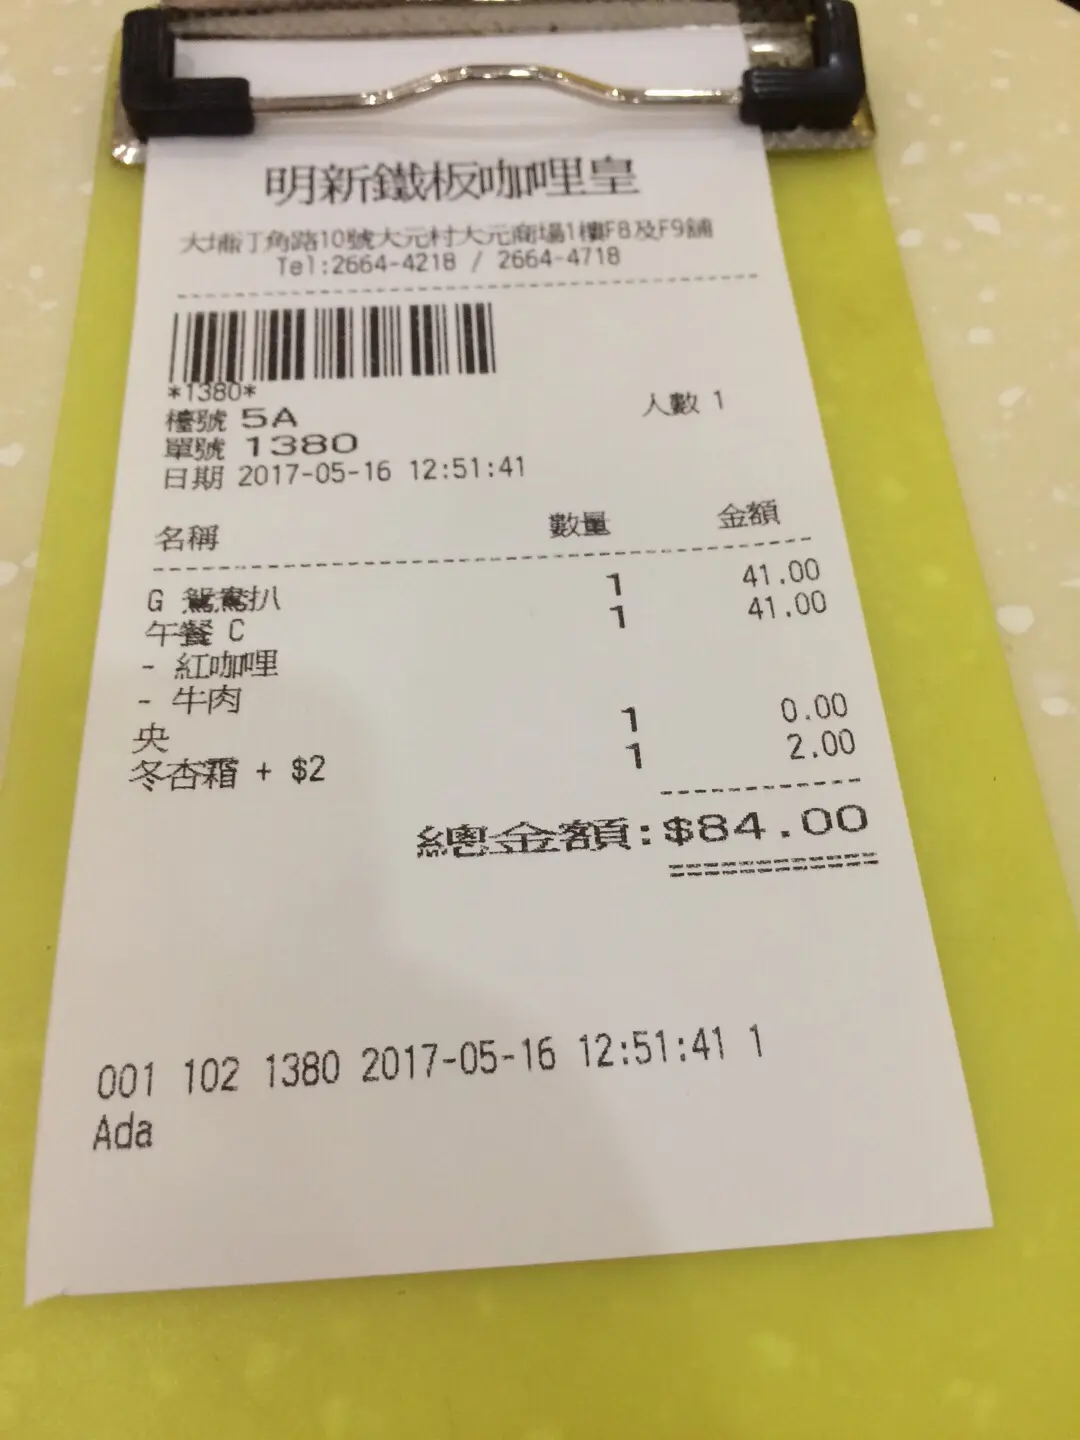 明新鐵板咖哩皇
大埔汀角路10號大元村大元商場1樓F8及F9舖
Tel:2664-4218 / 2664-4718
*1380*
檯號 5A 人數 1
單號 1380
日期 2017-05-16 12:51:41
名稱 數量 金額
G 鴛鴦扒 1 41.00
午餐 C 1 41.00
- 紅咖哩
- 牛肉
央 1 0.00
冬杏霜 + $2 1 2.00
總金額:$84.00
001 102 1380 2017-05-16 12:51:41 1
Ada